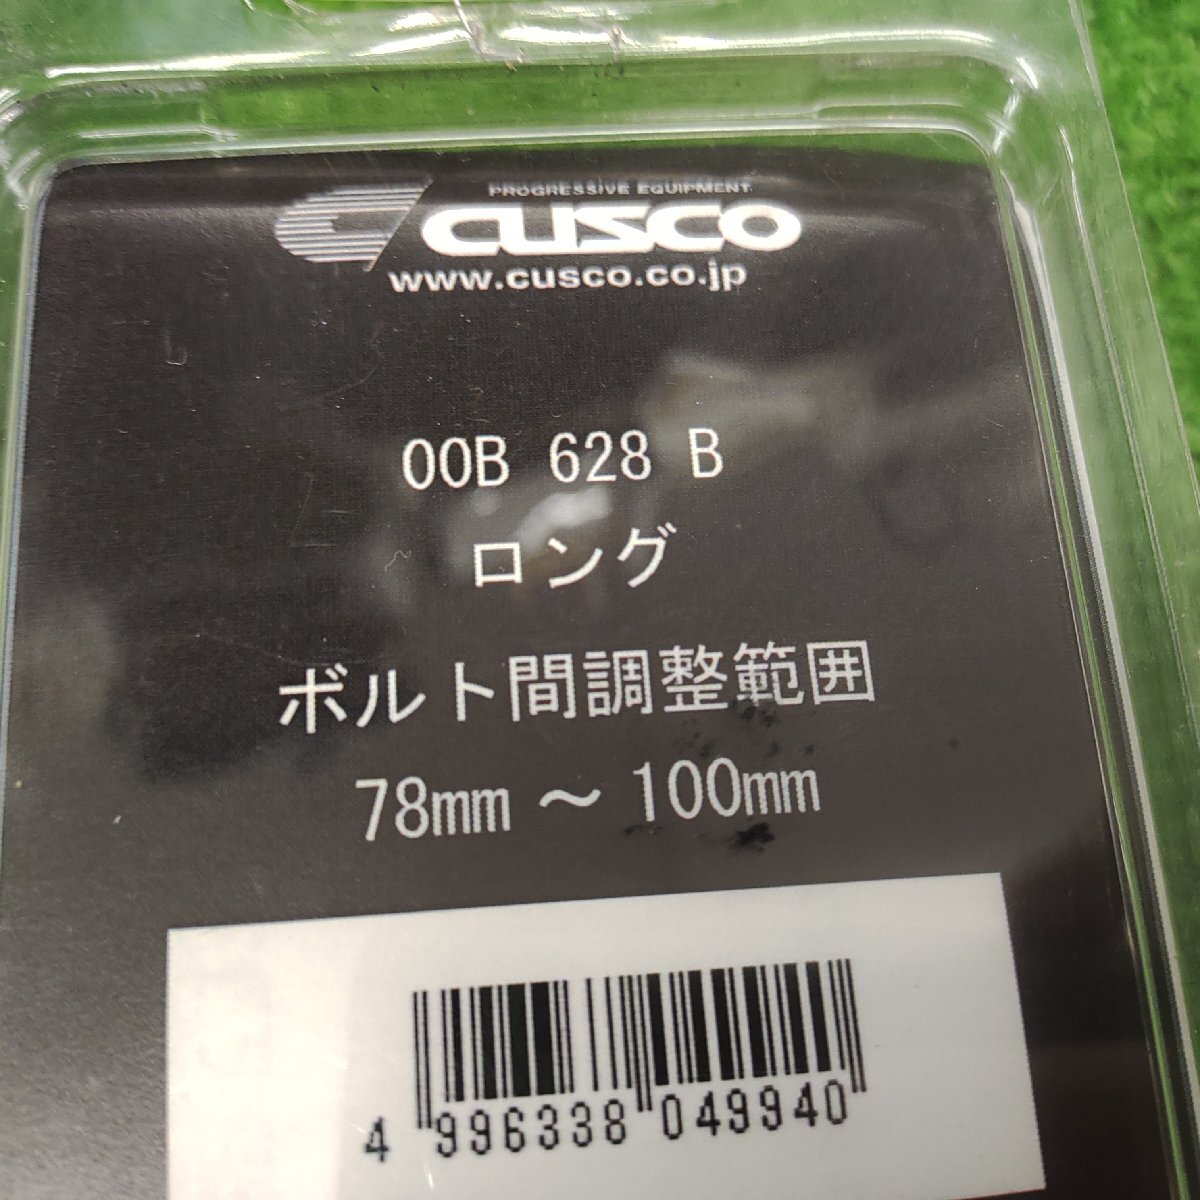 PROGRESSIVE EQUIPMENT
CUSCO
www.cusco.co.jp
00B 628 B
ロング
ボルト間調整範囲
78mm ～ 100mm
4 996338 049940